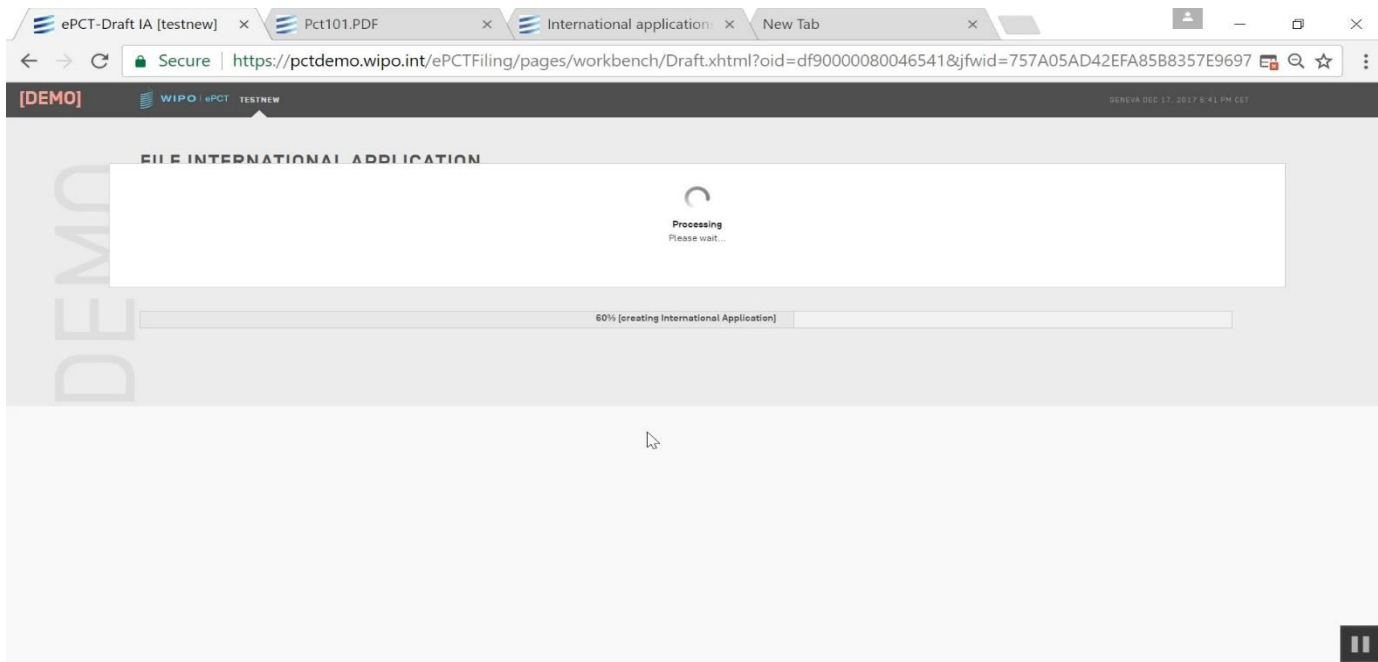 ePCT-Draft IA [testnew]
Pct101.PDF
International application
New Tab
Secure
https://pctdemo.wipo.int/ePCTFiling/pages/workbench/Draft.xhtml?oid=df90000080046541&jfwid=757A05AD42EFA85B8357E9697
[DEMO]
WIPO | ePCT TESTNEW
GENEVA DEC 17, 2017 5:41 PM CET
FILE INTERNATIONAL APPLICATION
DEMO
Processing
Please wait...
60% [creating International Application]